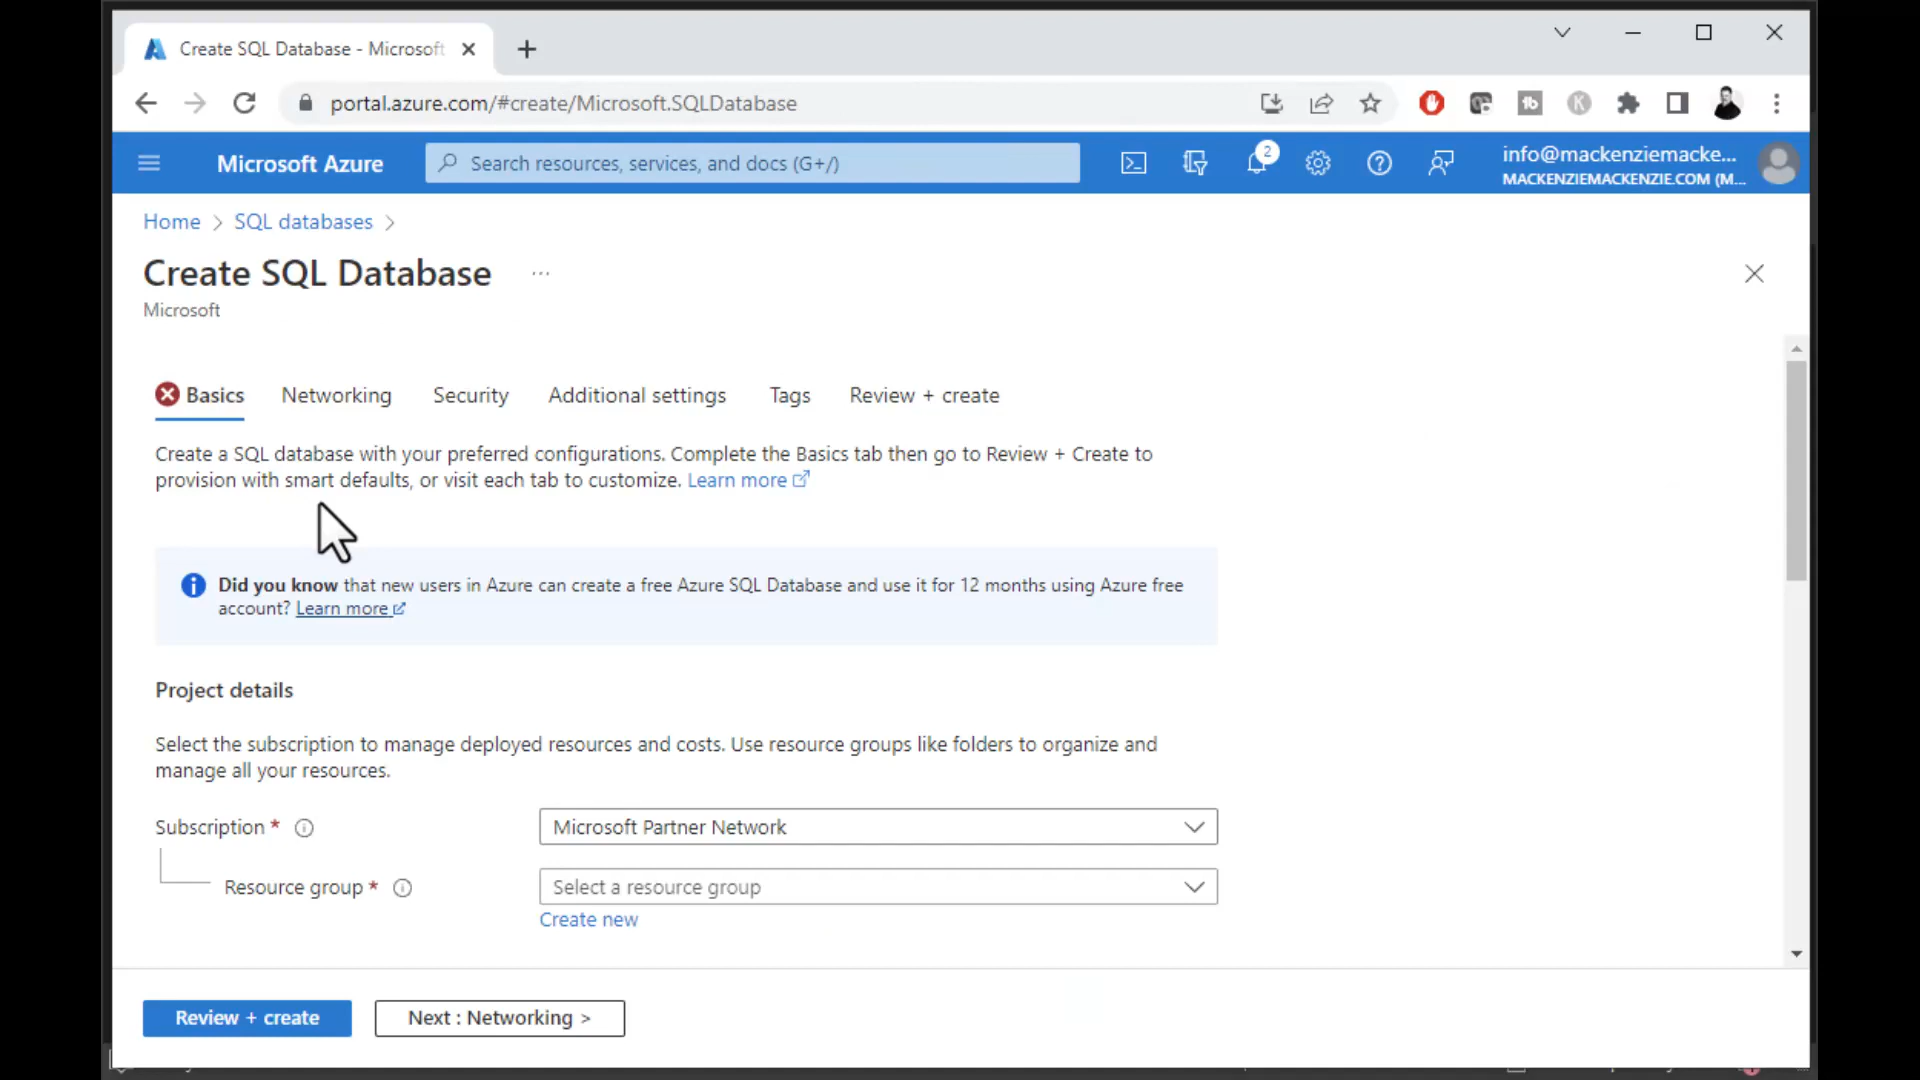 Create SQL Database - Microsoft
portal.azure.com/#create/Microsoft.SQLDatabase
Microsoft Azure
Search resources, services, and docs (G+/)
2
info@mackenziemacke...
MACKENZIEMACKENZIE.COM (M...
Home > SQL databases >
Create SQL Database ...
Microsoft
Basics Networking Security Additional settings Tags Review + create
Create a SQL database with your preferred configurations. Complete the Basics tab then go to Review + Create to
provision with smart defaults, or visit each tab to customize. Learn more
Did you know that new users in Azure can create a free Azure SQL Database and use it for 12 months using Azure free
account? Learn more
Project details
Select the subscription to manage deployed resources and costs. Use resource groups like folders to organize and
manage all your resources.
Subscription *
Microsoft Partner Network
Resource group *
Select a resource group
Create new
Review + create
Next : Networking >